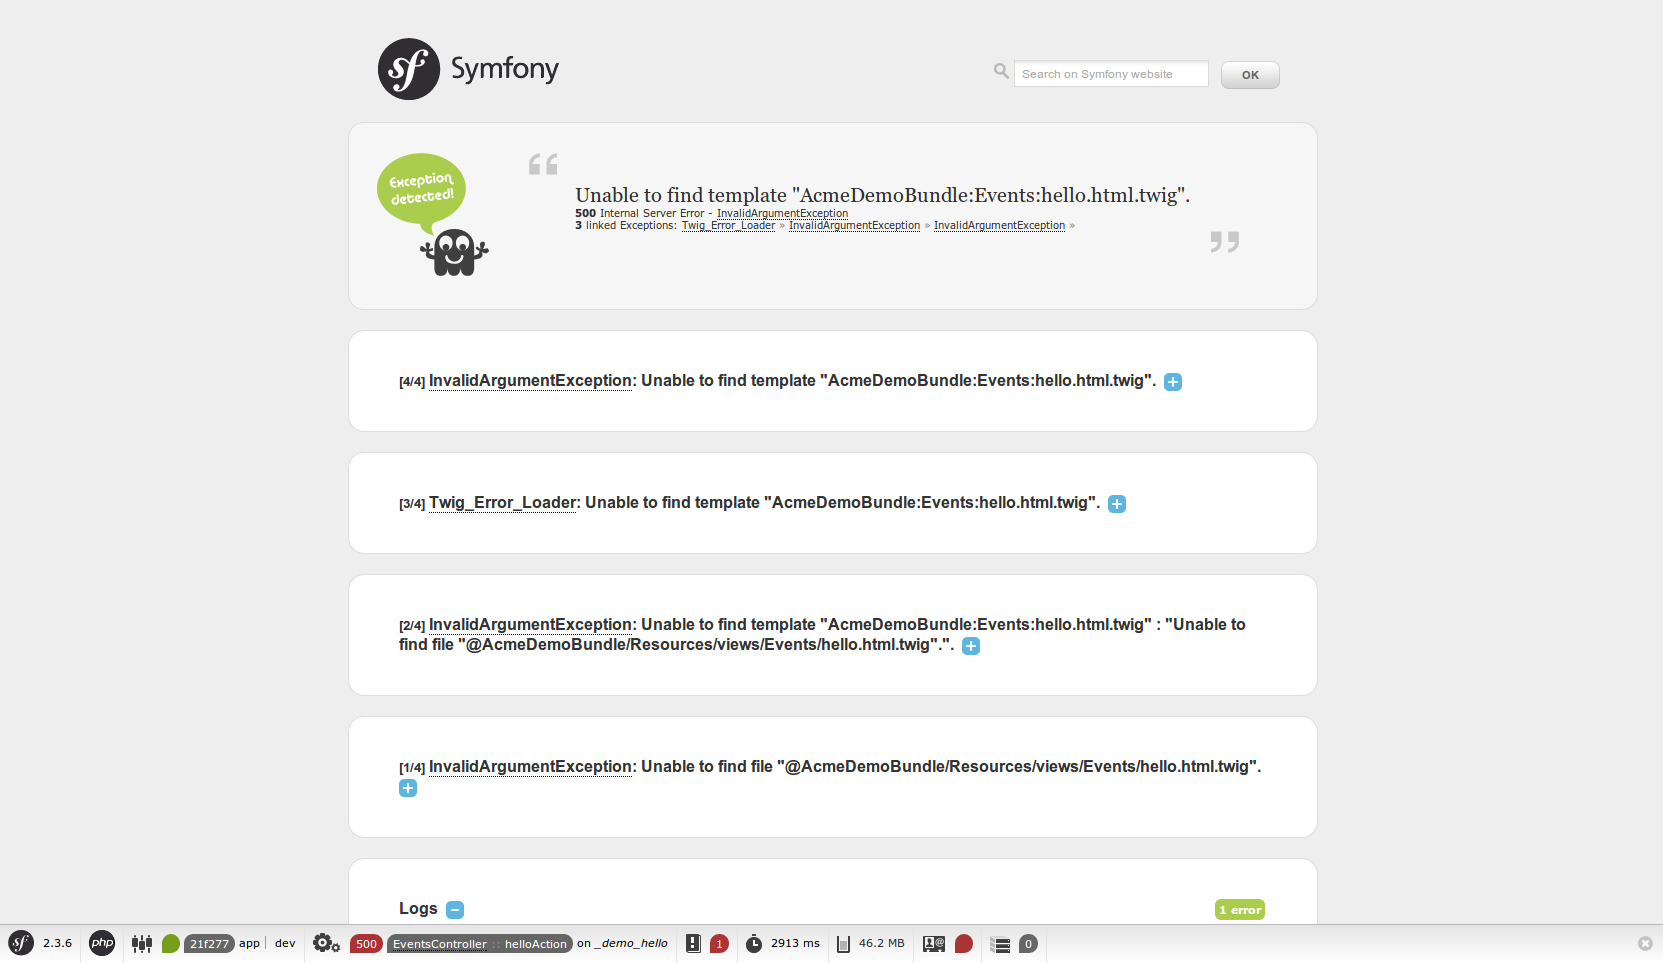 sf Symfony
Search on Symfony website
OK
Exception
detected!
“
Unable to find template "AcmeDemoBundle:Events:hello.html.twig".
500 Internal Server Error - InvalidArgumentException
3 linked Exceptions: Twig_Error_Loader » InvalidArgumentException » InvalidArgumentException »
”
[4/4] InvalidArgumentException: Unable to find template "AcmeDemoBundle:Events:hello.html.twig".
[3/4] Twig_Error_Loader: Unable to find template "AcmeDemoBundle:Events:hello.html.twig".
[2/4] InvalidArgumentException: Unable to find template "AcmeDemoBundle:Events:hello.html.twig" : "Unable to
find file "@AcmeDemoBundle/Resources/views/Events/hello.html.twig".".
[1/4] InvalidArgumentException: Unable to find file "@AcmeDemoBundle/Resources/views/Events/hello.html.twig".
Logs
1 error
sf 2.3.6 php 21f277 app | dev 500 EventsController :: helloAction on _demo_hello 1 2913 ms 46.2 MB 0